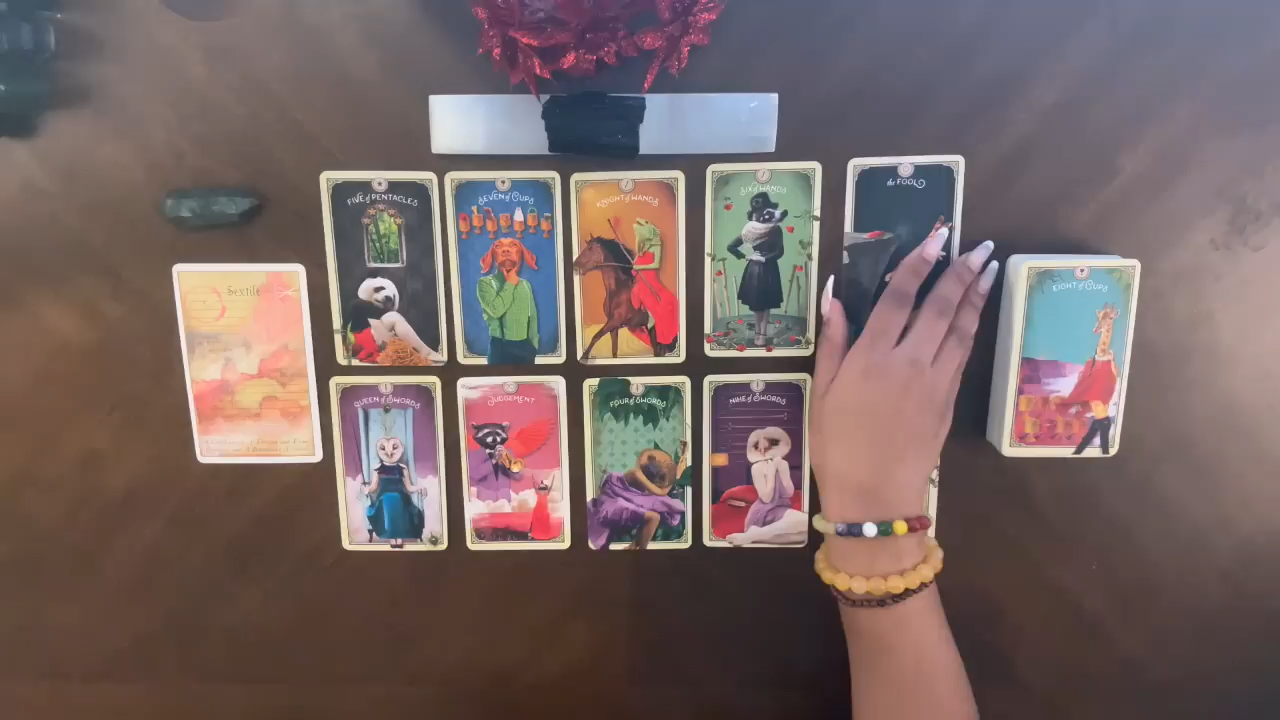 FIVE of PENTACLES
SEVEN of CUPS
KNIGHT of WANDS
SIX of WANDS
the FOOL
Sextile
EIGHT of CUPS
QUEEN of SWORDS
JUDGEMENT
FOUR of SWORDS
NINE of SWORDS